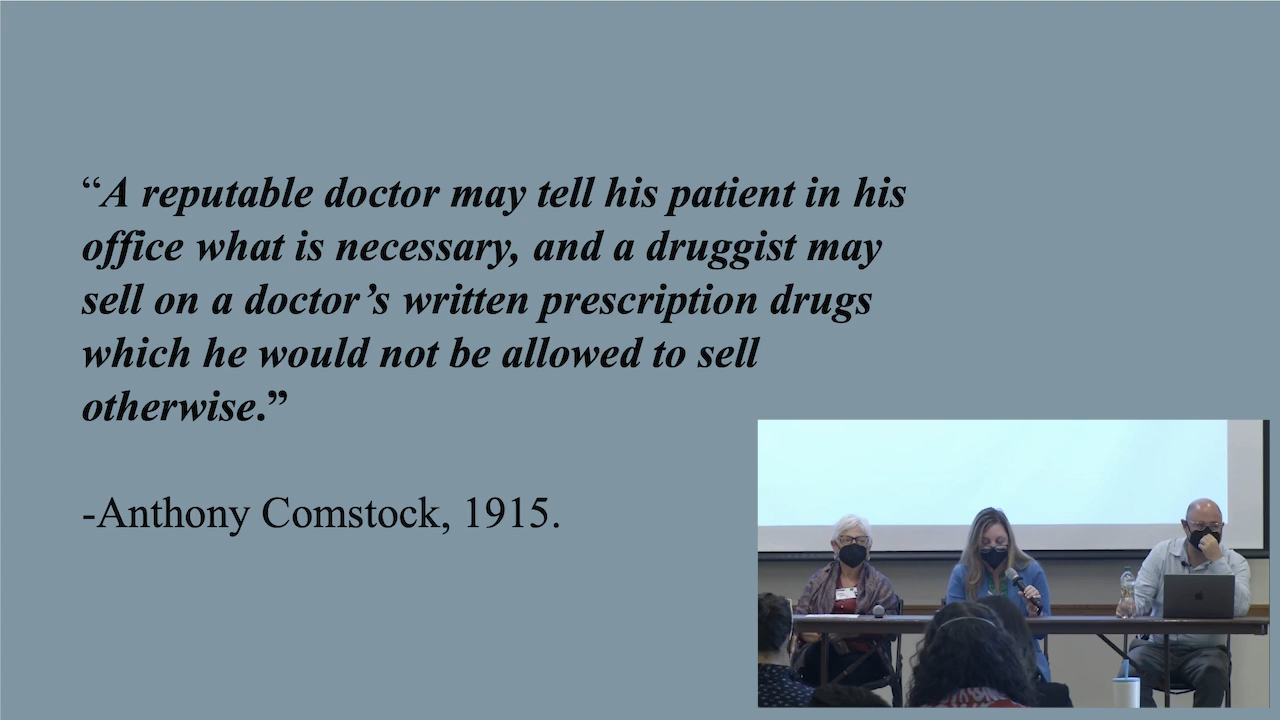 “A reputable doctor may tell his patient in his
office what is necessary, and a druggist may
sell on a doctor’s written prescription drugs
which he would not be allowed to sell
otherwise.”
-Anthony Comstock, 1915.